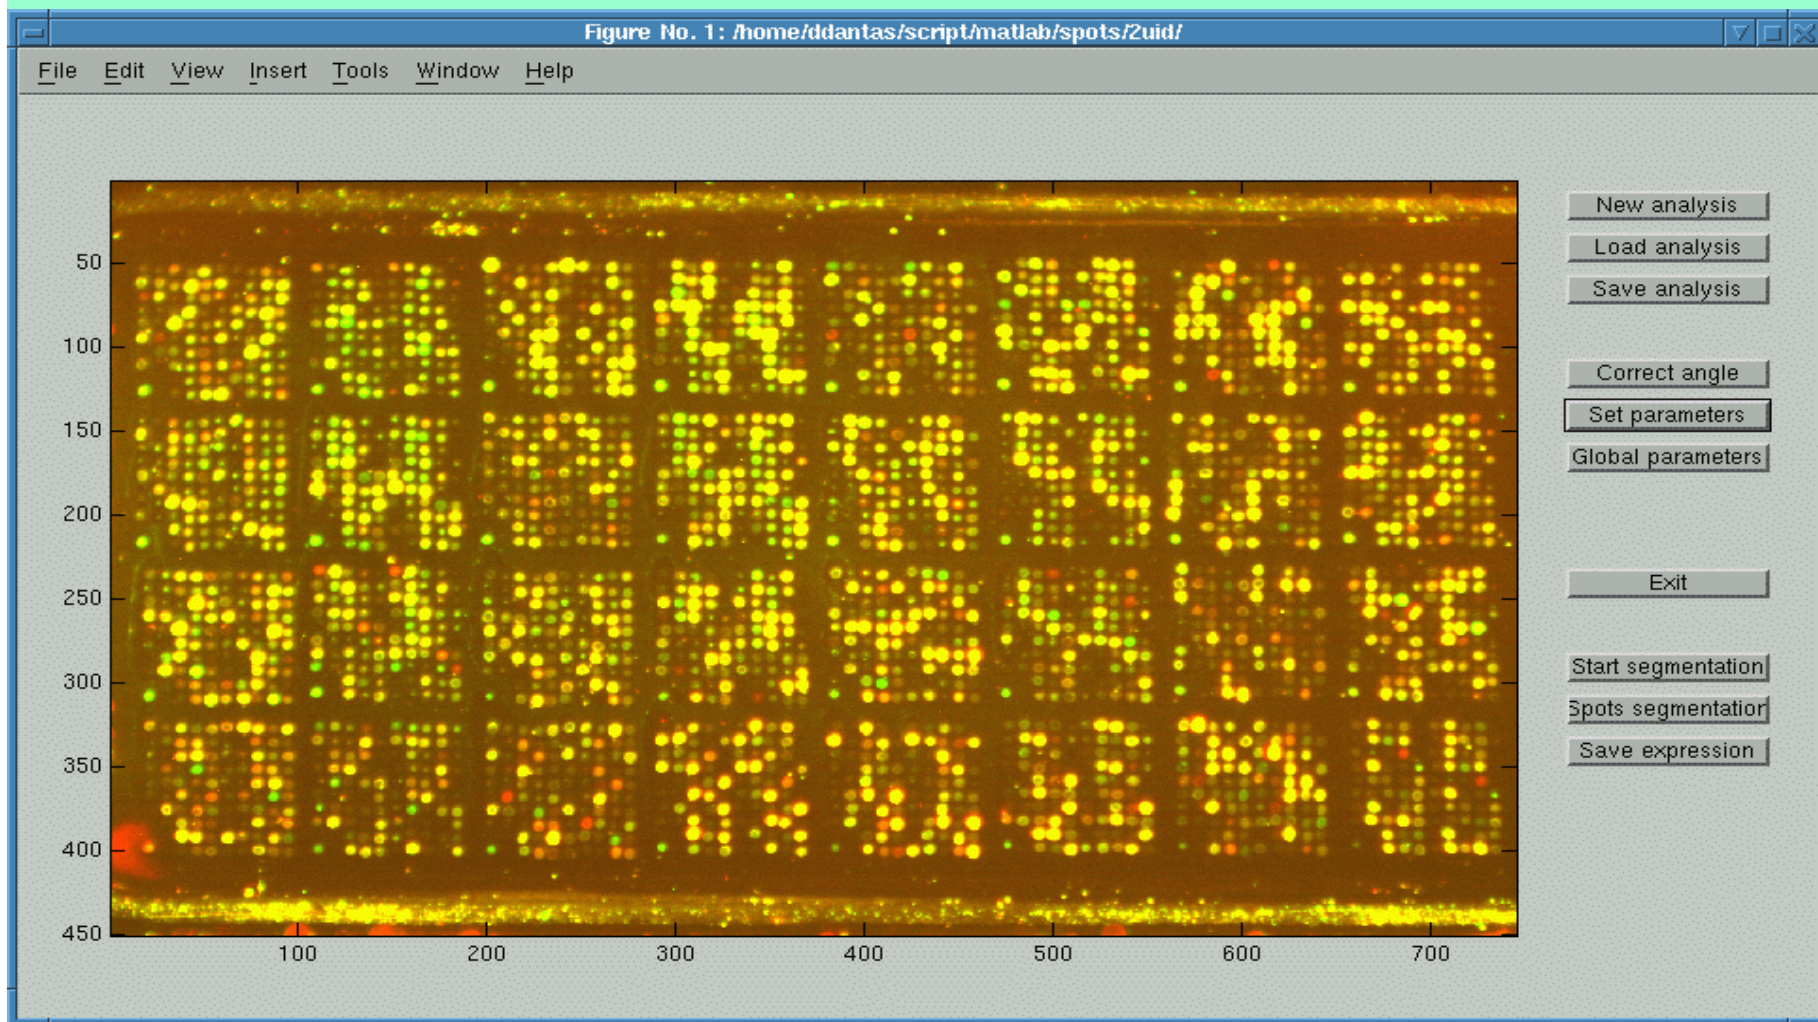 Figure No. 1: /home/ddantas/script/matlab/spots/2uid/
File Edit View Insert Tools Window Help
50
100
150
200
250
300
350
400
450
100 200 300 400 500 600 700
New analysis
Load analysis
Save analysis
Correct angle
Set parameters
Global parameters
Exit
Start segmentation
Spots segmentation
Save expression